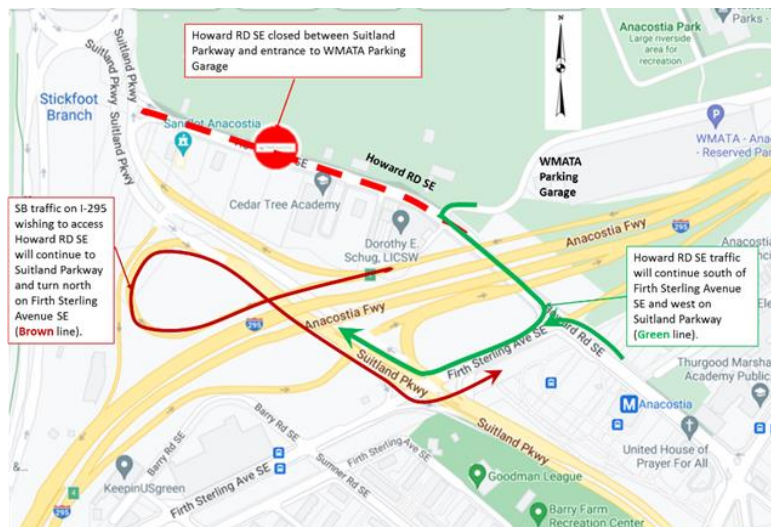 Howard RD SE closed between Suitland
Parkway and entrance to WMATA Parking
Garage
N
Anacostia Park
Large riverside
area for
recreation
National
Parks
Suitland Pkwy
Suitland Pkwy
Stickfoot
Branch
Anacostia
SE
Howard RD SE
WMATA
Parking
Garage
P
WMATA - Ana
- Reserved Par
Cedar Tree Academy
Dorothy E.
Schug, LICSW
Anacostia Fwy
295
SB traffic on I-295
wishing to access
Howard RD SE
will continue to
Suitland Parkway
and turn north
on Firth Sterling
Avenue SE
(Brown line).
Howard RD SE traffic
will continue south of
Firth Sterling Avenue
SE and west on
Suitland Parkway
(Green line).
295
Anacostia Fwy
Firth Sterling Ave SE
Howard Rd SE
Suitland Pkwy
Thurgood Marsh
Academy Public
M Anacostia
Suitland Pkwy
United House of
Prayer For All
Barry Rd SE
Barry Rd SE
Sumner Rd SE
Firth Sterling Ave SE
Firth Sterling Ave SE
KeepinUSgreen
Goodman League
Barry Farm
Recreation Center
4
295